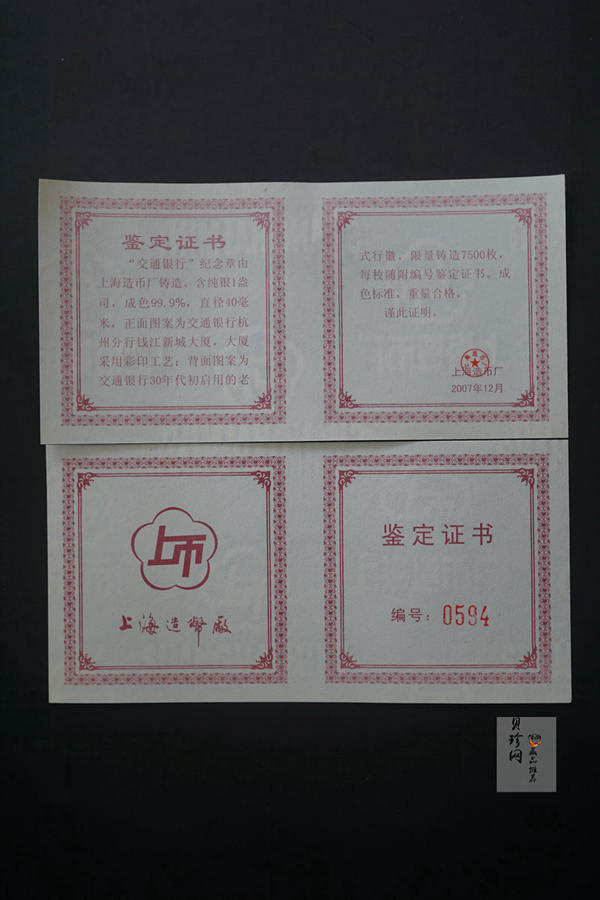 鉴定证书
“交通银行”纪念章由
上海造币厂铸造。含纯银1盎
司，成色99.9%，直径40毫
米，正面图案为交通银行杭
州分行钱江新城大厦，大厦
采用彩印工艺；背面图案为
交通银行30年代初启用的老
式行徽。限量铸造7500枚，
每枚随附编号鉴定证书。成
色标准，重量合格。
谨此证明。
上海造币厂
2007年12月
上币
上海造幣廠
鉴定证书
编号：0594
贝珍网
藏品推荐